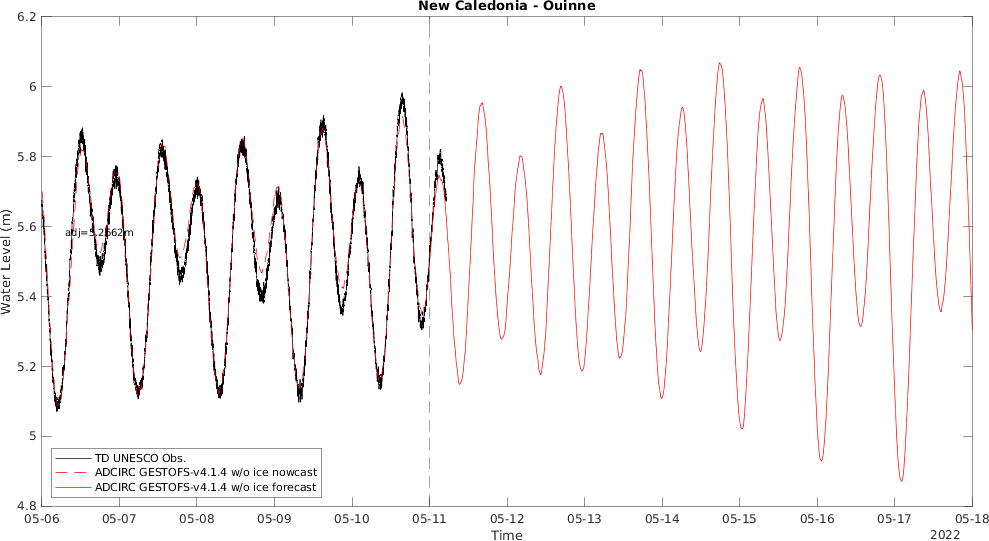 New Caledonia - Ouinne
6.2
6
5.8
5.6
5.4
5.2
5
4.8
Water Level (m)
adj=5.2662m
TD UNESCO Obs.
ADCIRC GESTOFS-v4.1.4 w/o ice nowcast
ADCIRC GESTOFS-v4.1.4 w/o ice forecast
05-06 05-07 05-08 05-09 05-10 05-11 05-12 05-13 05-14 05-15 05-16 05-17 05-18
Time
2022